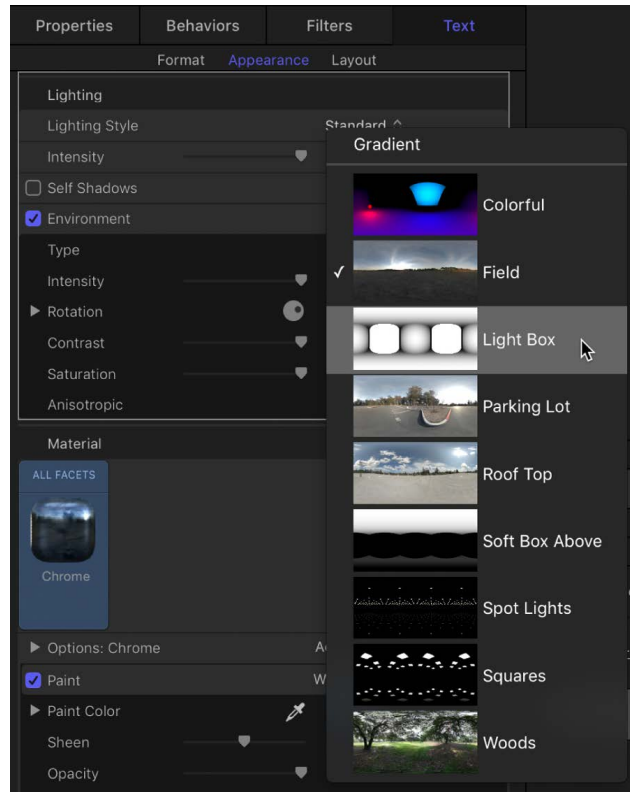 Properties Behaviors Filters Text
Format Appearance Layout
Lighting
Lighting Style Standard
Intensity
Self Shadows
Environment
Type
Intensity
Rotation
Contrast
Saturation
Anisotropic
Material
ALL FACETS
Chrome
Options: Chrome
Paint
Paint Color
Sheen
Opacity
Gradient
Colorful
Field
Light Box
Parking Lot
Roof Top
Soft Box Above
Spot Lights
Squares
Woods